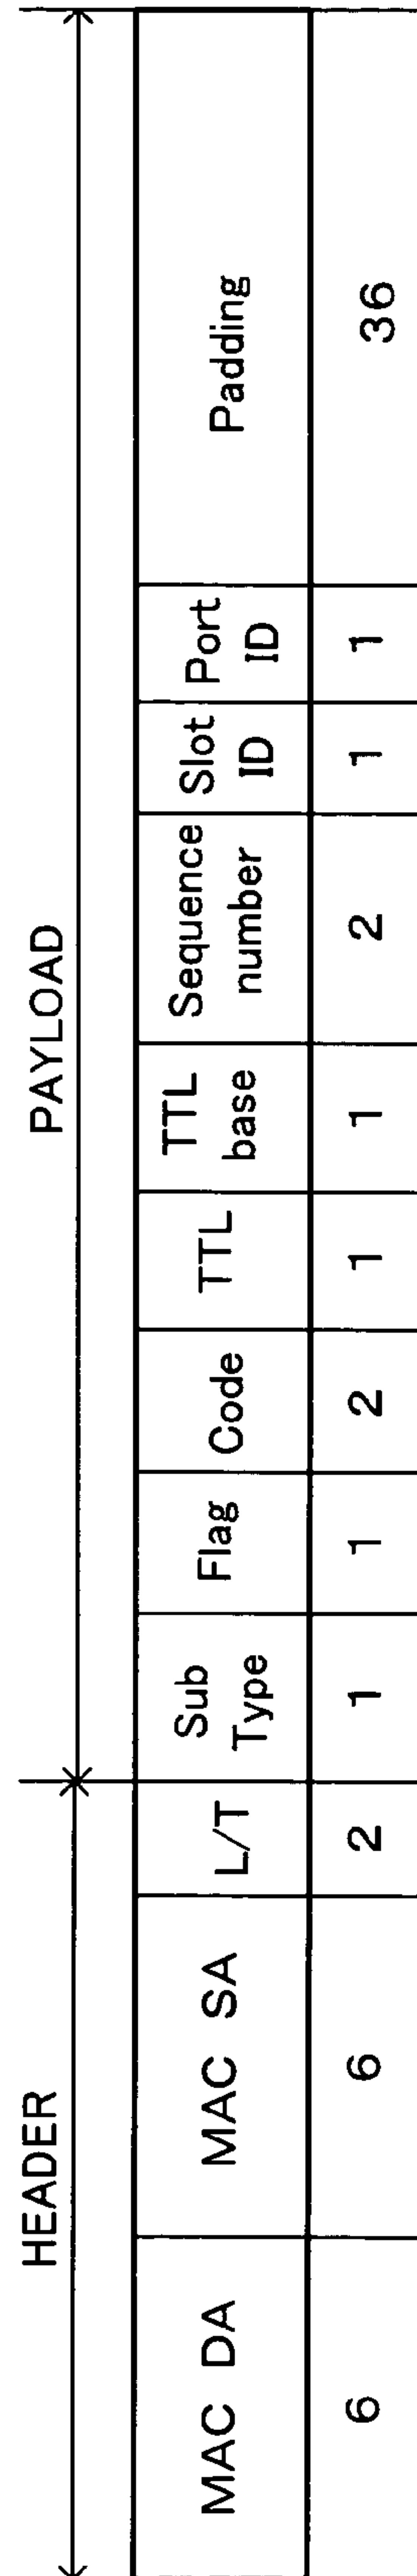 HEADER
PAYLOAD
MAC DA
MAC SA
L/T
Sub
Type
Flag
Code
TTL
TTL
base
Sequence
number
Slot
ID
Port
ID
Padding
6
6
2
1
1
2
1
1
2
1
1
36